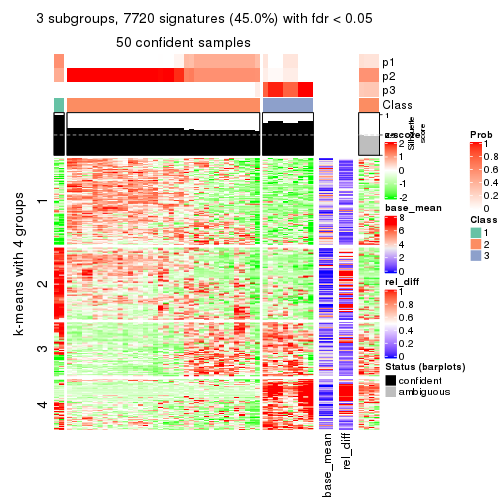 3 subgroups, 7720 signatures (45.0%) with fdr < 0.05
50 confident samples
p1
p2
p3
Class
1
Silhouette
score
k-means with 4 groups
1
2
3
4
base_mean
rel_diff
z-score
2
1
0
-1
-2
base_mean
8
6
4
2
0
rel_diff
1
0.8
0.6
0.4
0.2
0
Status (barplots)
confident
ambiguous
Prob
1
0.8
0.6
0.4
0.2
0
Class
1
2
3